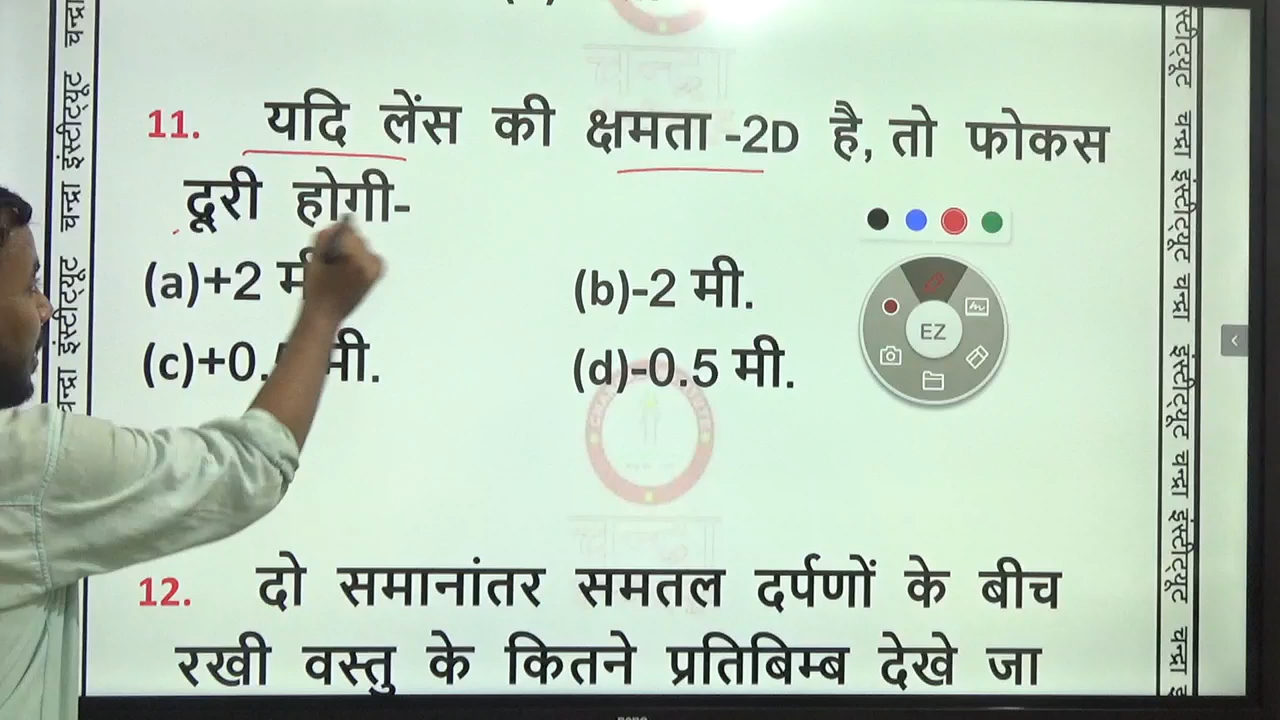 11. यदि लेंस की क्षमता -2D है, तो फोकस
दूरी होगी-
(a)+2 मी
(b)-2 मी.
(c)+0. मी.
(d)-0.5 मी.
EZ
12. दो समानांतर समतल दर्पणों के बीच
रखी वस्तु के कितने प्रतिबिम्ब देखे जा
चन्द्रा इंस्टीट्यूट चन्द्रा इंस्टीट्यूट चन्द्रा
स्टीट्यूट चन्द्रा इंस्टीट्यूट चन्द्रा इंस्टीट्यूट चन्द्रा इ